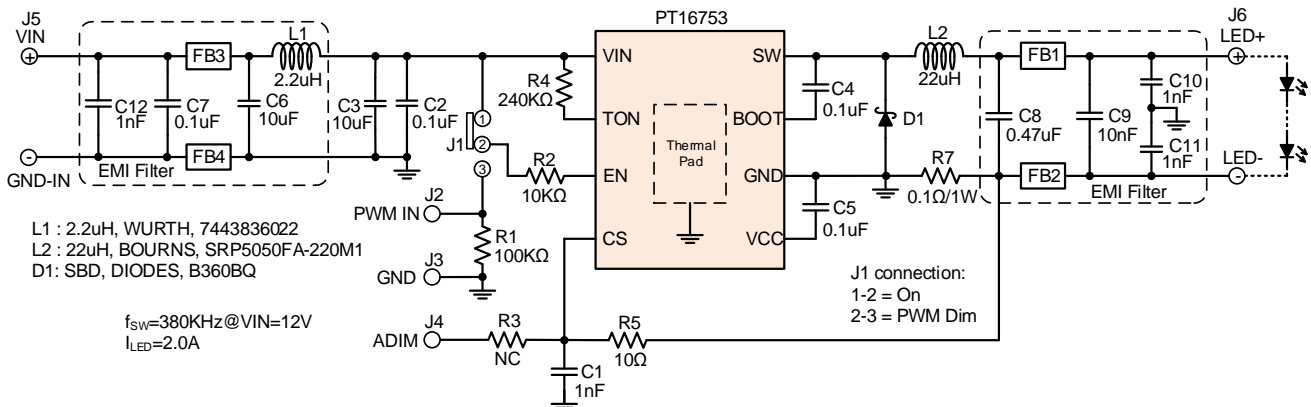 PT16753
J5
VIN
FB3
L1
2.2uH
C12
1nF
C7
0.1uF
C6
10uF
C3
10uF
C2
0.1uF
FB4
EMI Filter
GND-IN
J1
1
2
3
R4
240KΩ
R2
10KΩ
J2
PWM IN
R1
100KΩ
J3
GND
VIN
TON
EN
CS
Thermal
Pad
SW
BOOT
GND
VCC
C4
0.1uF
C5
0.1uF
D1
L2
22uH
R7
0.1Ω/1W
FB1
C8
0.47uF
C9
10nF
C10
1nF
C11
1nF
FB2
EMI Filter
J6
LED+
LED-
L1 : 2.2uH, WURTH, 7443836022
L2 : 22uH, BOURNS, SRP5050FA-220M1
D1: SBD, DIODES, B360BQ
fSW=380KHz@VIN=12V
ILED=2.0A
J4
ADIM
R3
NC
R5
10Ω
C1
1nF
J1 connection:
1-2 = On
2-3 = PWM Dim